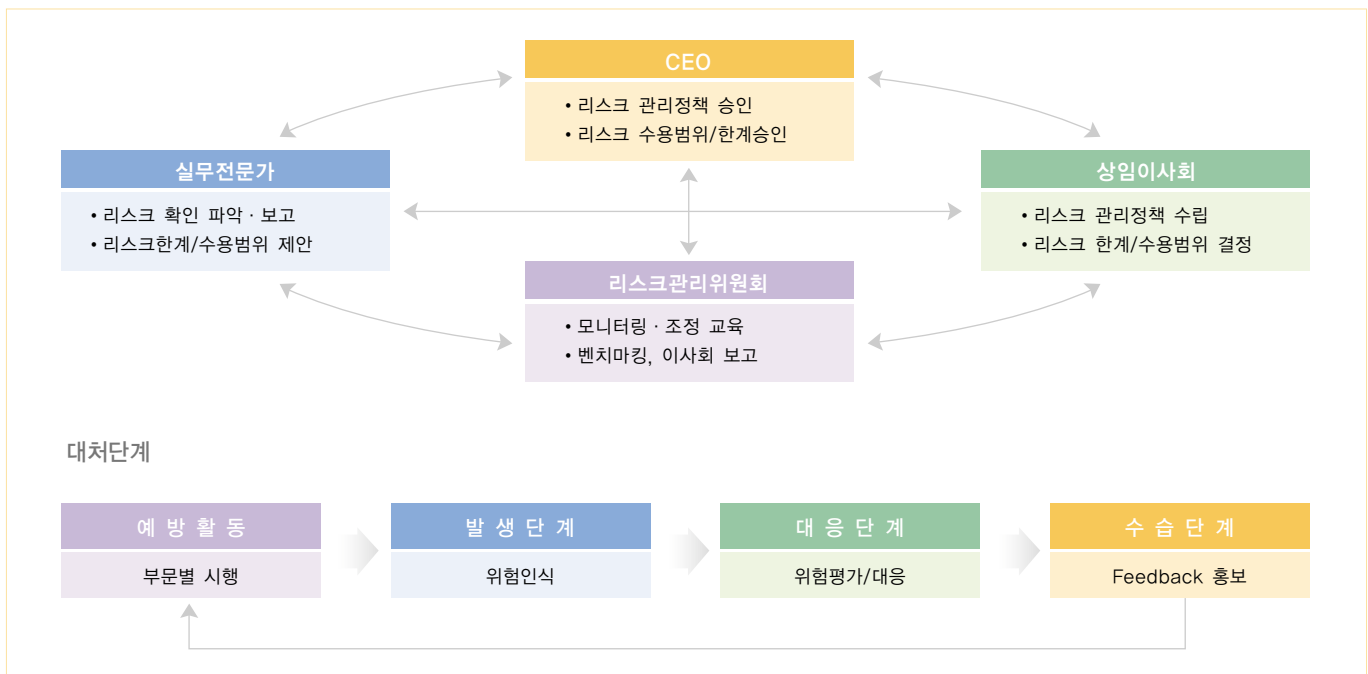 CEO
• 리스크 관리정책 승인
• 리스크 수용범위/한계승인
실무전문가
• 리스크 확인 파악 · 보고
• 리스크한계/수용범위 제안
상임이사회
• 리스크 관리정책 수립
• 리스크 한계/수용범위 결정
리스크관리위원회
• 모니터링 · 조정 교육
• 벤치마킹, 이사회 보고
대처단계
예 방 활 동
부문별 시행
발 생 단 계
위험인식
대 응 단 계
위험평가/대응
수 습 단 계
Feedback 홍보